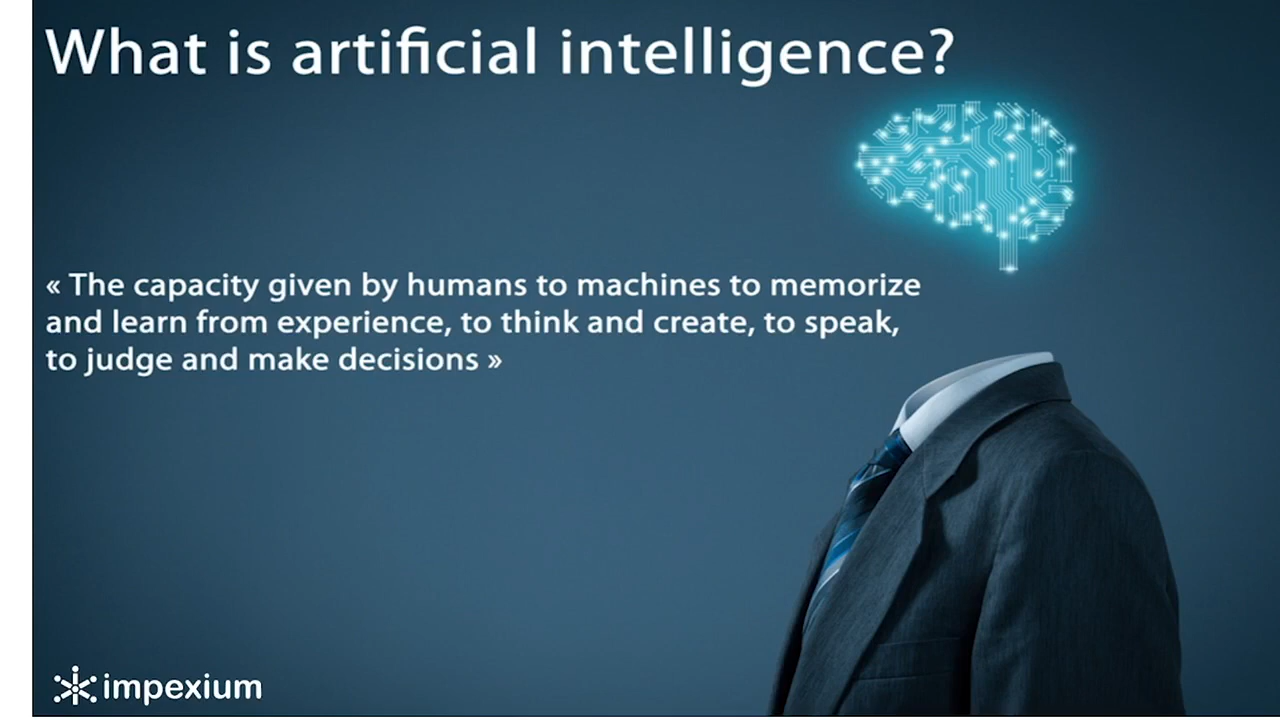 What is artificial intelligence?
« The capacity given by humans to machines to memorize
and learn from experience, to think and create, to speak,
to judge and make decisions »
impexium